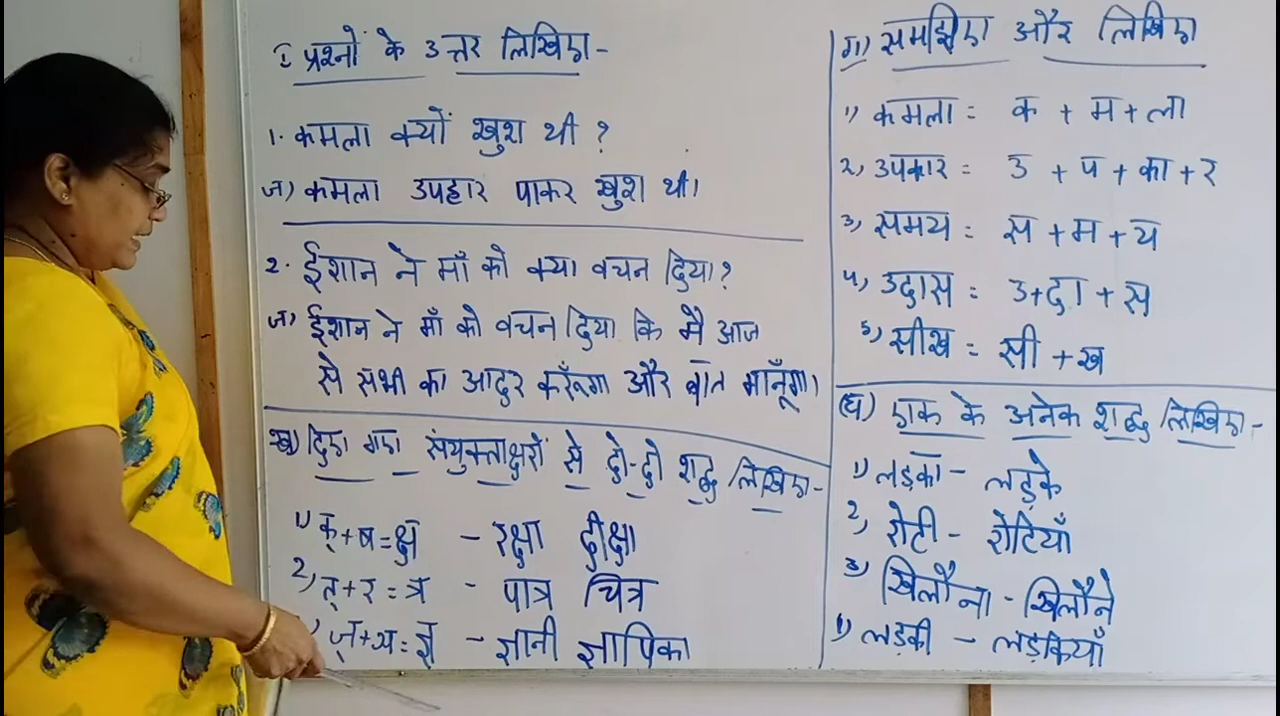 I प्रश्नों के उत्तर लिखिए-
1. कमला क्यों खुश थी ?
ज) कमला उपहार पाकर खुश थी।
2. ईशान ने माँ को क्या वचन दिया?
ज) ईशान ने माँ को वचन दिया कि मै आज
से सभी का आदर करूँगा और बात मानूँगा।
ख) दिए गए संयुक्ताक्षरों से दो-दो शब्द लिखिए-
1) क्+ष=क्ष - रक्षा दीक्षा
2) त्+र=त्र - पात्र चित्र
) ज्+ञ=ज्ञ - ज्ञानी ज्ञापिका
ग) समझिए और लिखिए
1) कमला = क + म + ला
2) उपकार = उ + प + का + र
3) समय = स + म + य
4) उदास = उ + दा + स
5) सीख = सी + ख
(घ) एक के अनेक शब्द लिखिए-
1) लड़का - लड़के
2) रोटी - रोटियाँ
3) खिलौना - खिलौने
4) लड़की - लड़कियाँ